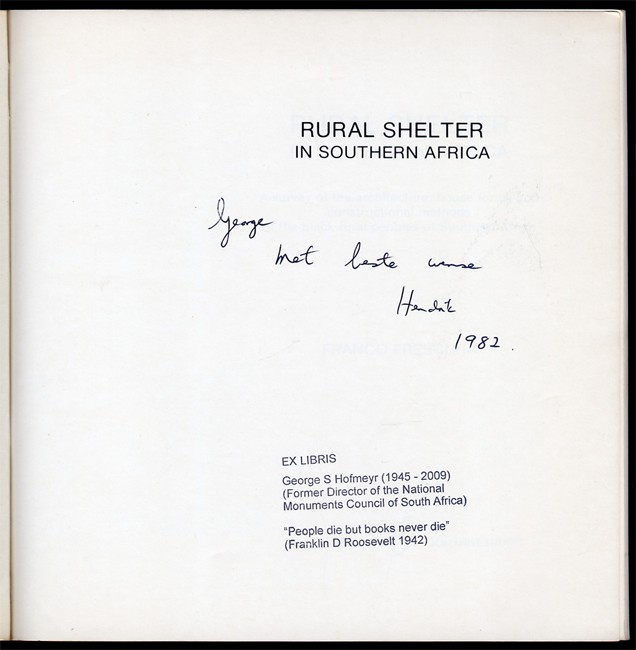 RURAL SHELTER
IN SOUTHERN AFRICA
George
Met beste wense
Hendrik
1982.
EX LIBRIS
George S Hofmeyr (1945 - 2009)
(Former Director of the National
Monuments Council of South Africa)
"People die but books never die"
(Franklin D Roosevelt 1942)